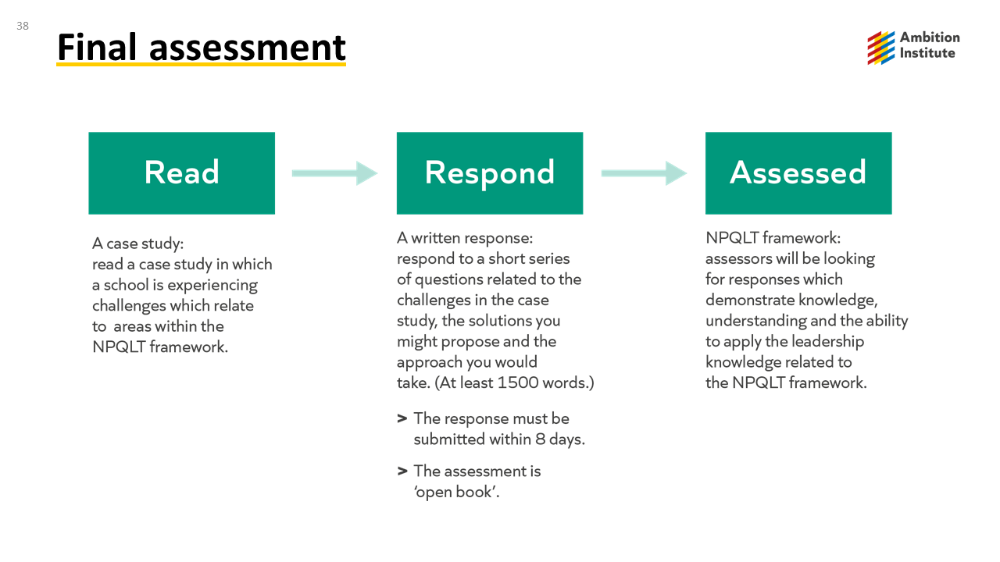 38
Final assessment
Ambition
Institute
Read
Respond
Assessed
A case study:
read a case study in which
a school is experiencing
challenges which relate
to  areas within the
NPQLT framework.
A written response:
respond to a short series
of questions related to the
challenges in the case
study, the solutions you
might propose and the
approach you would
take. (At least 1500 words.)
> The response must be
submitted within 8 days.
> The assessment is
‘open book’.
NPQLT framework:
assessors will be looking
for responses which
demonstrate knowledge,
understanding and the ability
to apply the leadership
knowledge related to
the NPQLT framework.